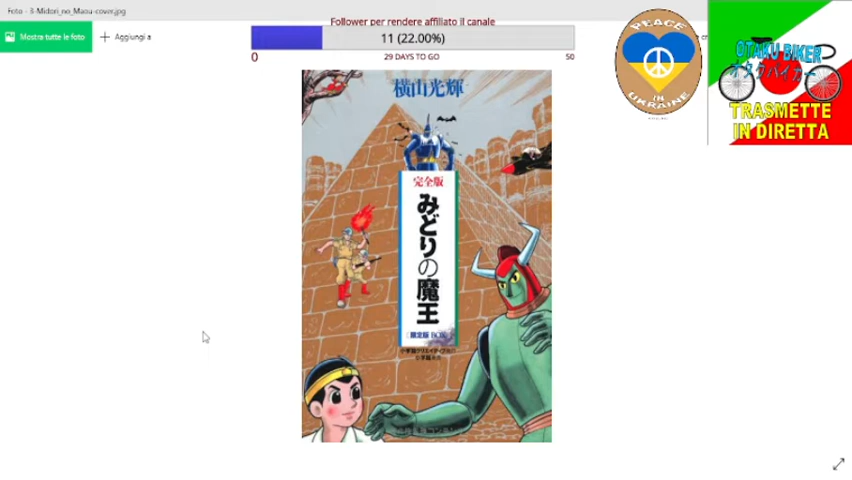 Foto - 3-Midori_no_Maou-cover.jpg
Mostra tutte le foto
Aggiungi a
Follower per rendere affiliato il canale
11 (22.00%)
0
29 DAYS TO GO
50
PEACE
IN
UKRAINE
OTAKU BIKER
オタクバイカー
TRASMETTE
IN DIRETTA
横山光輝
完全版
みどりの魔王
限定版 BOX